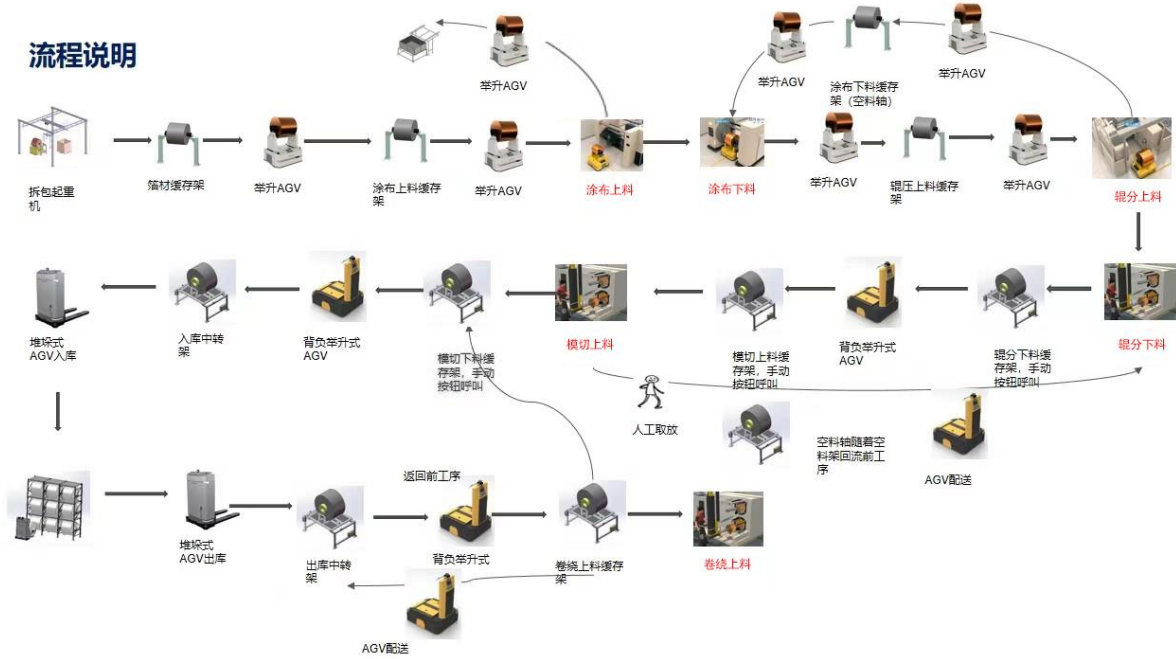 流程说明
举升AGV
举升AGV
举升AGV
涂布下料缓存
架（空料轴）
拆包起重
机
箔材缓存架
举升AGV
涂布上料缓存
架
举升AGV
涂布上料
涂布下料
举升AGV
辊压上料缓存
架
举升AGV
辊分上料
堆垛式
AGV入库
入库中转
架
背负举升式
AGV
模切下料缓
存架，手动
按钮呼叫
模切上料
模切上料缓
存架，手动
按钮呼叫
背负举升式
AGV
辊分下料缓
存架，手动
按钮呼叫
辊分下料
人工取放
空料轴随着空
料架回流前工
序
AGV配送
堆垛式
AGV出库
出库中转
架
返回前工序
背负举升式
卷绕上料缓存
架
卷绕上料
AGV配送